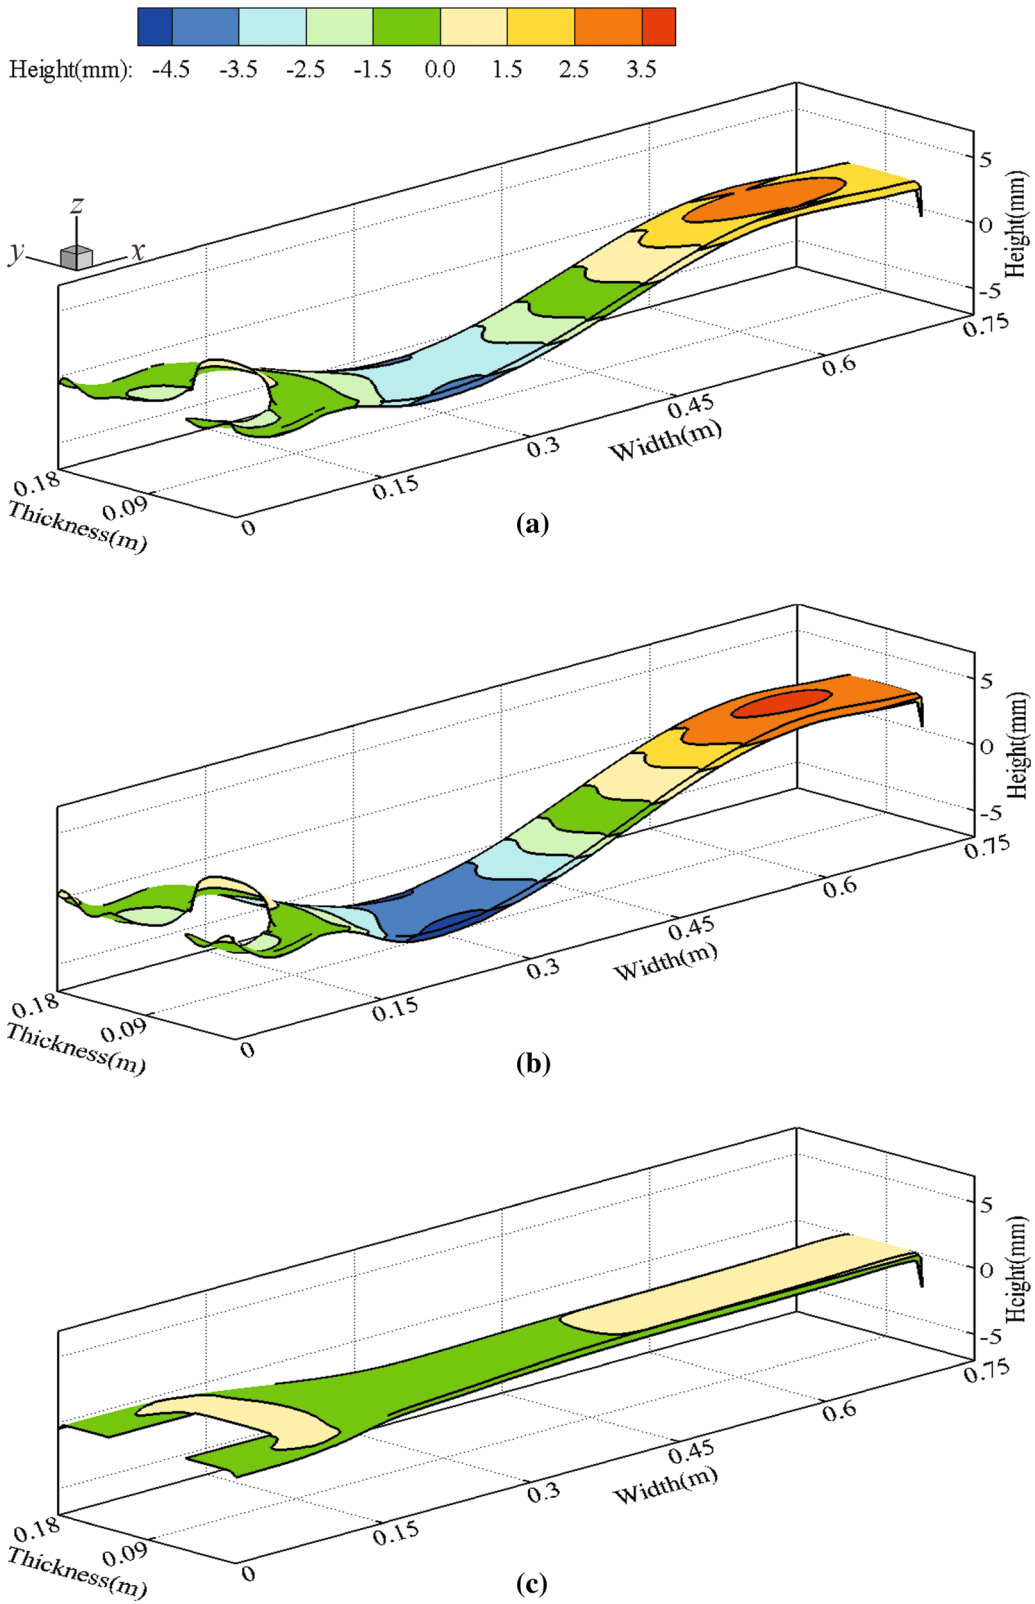 Height(mm): -4.5 -3.5 -2.5 -1.5 0.0 1.5 2.5 3.5
z
y x
5
0
-5
Height(mm)
0.75
0.6
0.45
Width(m)
0.3
0.15
0
0.18
0.09
Thickness(m)
(a)
5
0
-5
Height(mm)
0.75
0.6
0.45
Width(m)
0.3
0.15
0
0.18
0.09
Thickness(m)
(b)
5
0
-5
Height(mm)
0.75
0.6
0.45
Width(m)
0.3
0.15
0
0.18
0.09
Thickness(m)
(c)